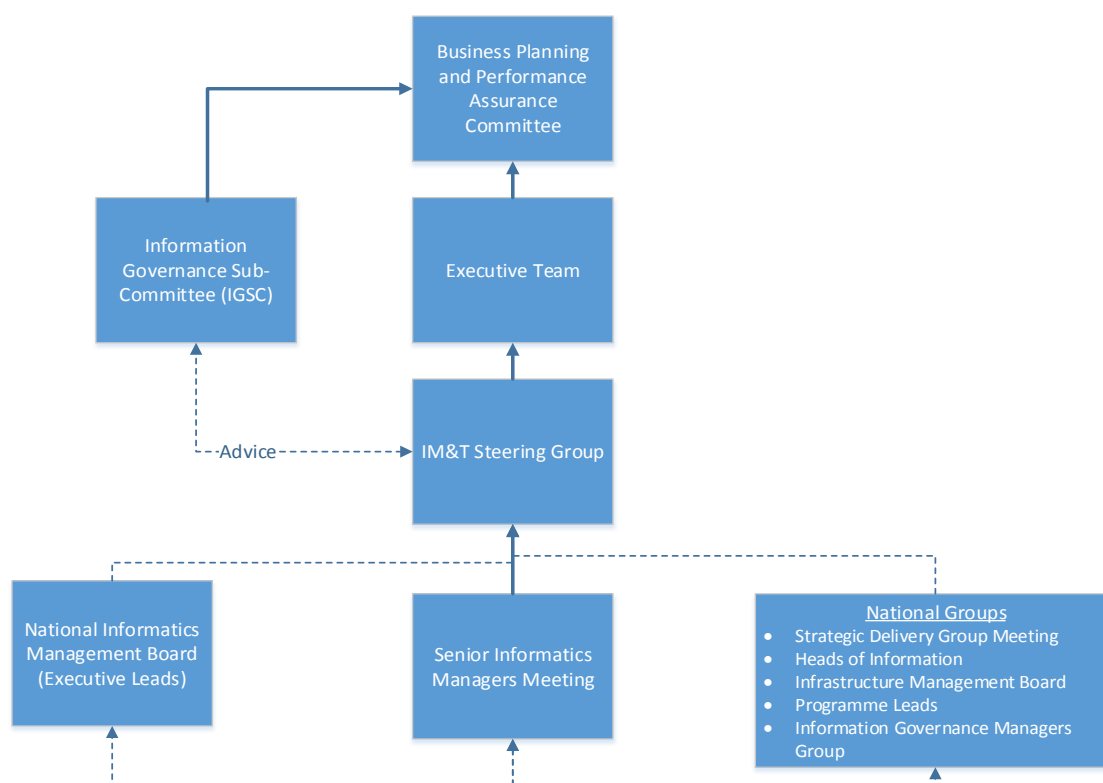 Business Planning
and Performance
Assurance
Committee
Information
Governance Sub-
Committee (IGSC)
Executive Team
Advice
IM&T Steering Group
National Informatics
Management Board
(Executive Leads)
Senior Informatics
Managers Meeting
National Groups
• Strategic Delivery Group Meeting
• Heads of Information
• Infrastructure Management Board
• Programme Leads
• Information Governance Managers
Group